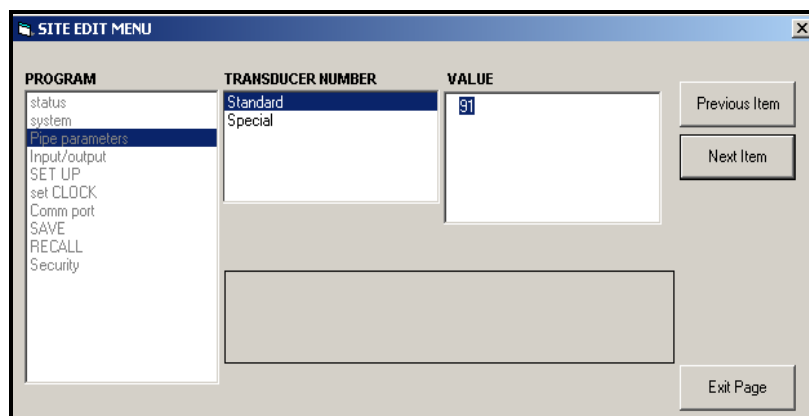 SITE EDIT MENU
PROGRAM
status
system
Pipe parameters
Input/output
SET UP
set CLOCK
Comm port
SAVE
RECALL
Security
TRANSDUCER NUMBER
Standard
Special
VALUE
91
Previous Item
Next Item
Exit Page